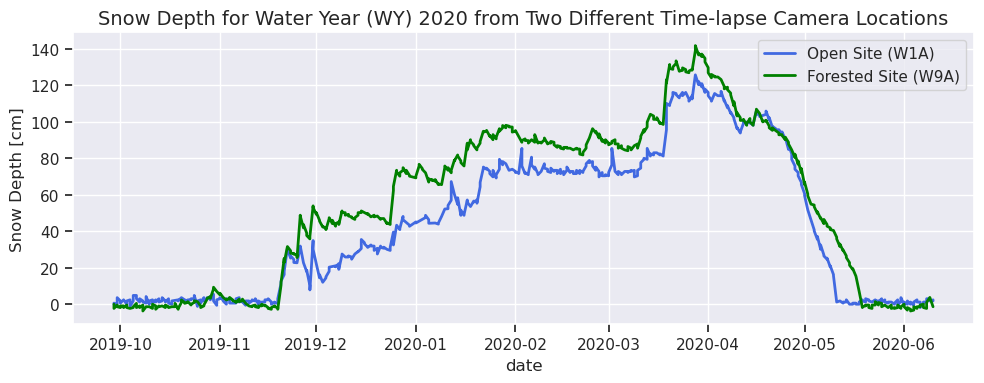 Snow Depth for Water Year (WY) 2020 from Two Different Time-lapse Camera Locations
Open Site (W1A)
Forested Site (W9A)
Snow Depth [cm]
140
120
100
80
60
40
20
0
2019-10 2019-11 2019-12 2020-01 2020-02 2020-03 2020-04 2020-05 2020-06
date